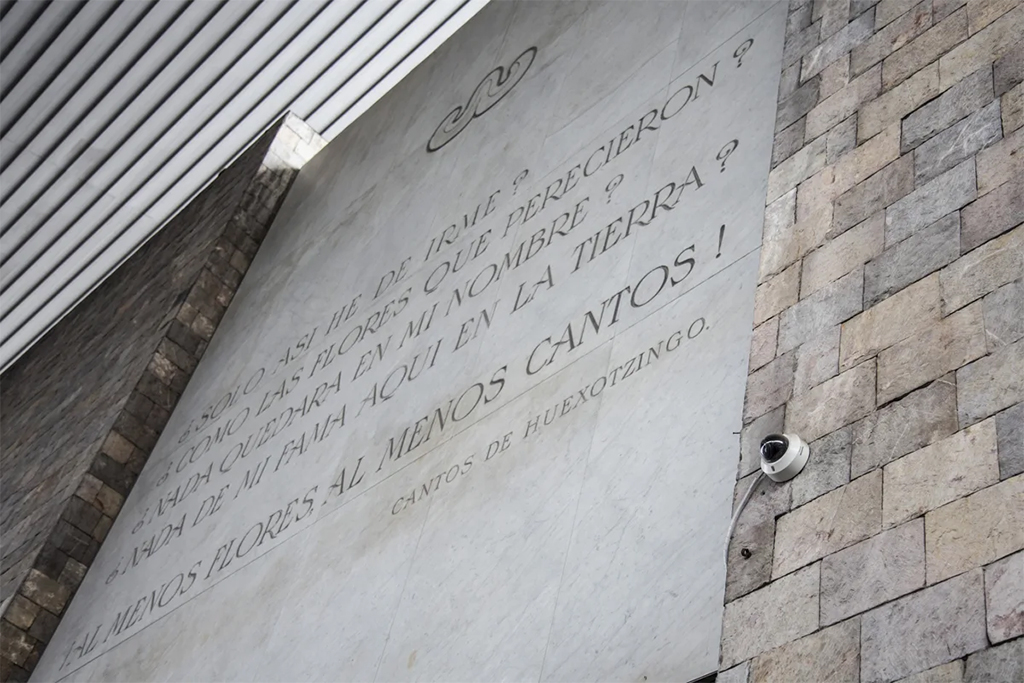 ¿SOLO ASI HE DE IRME?
¿COMO LAS FLORES QUE PERECIERON?
¿NADA QUEDARA EN MI NOMBRE?
¿NADA DE MI FAMA AQUI EN LA TIERRA?
¡AL MENOS FLORES, AL MENOS CANTOS!
CANTOS DE HUEXOTZINGO.